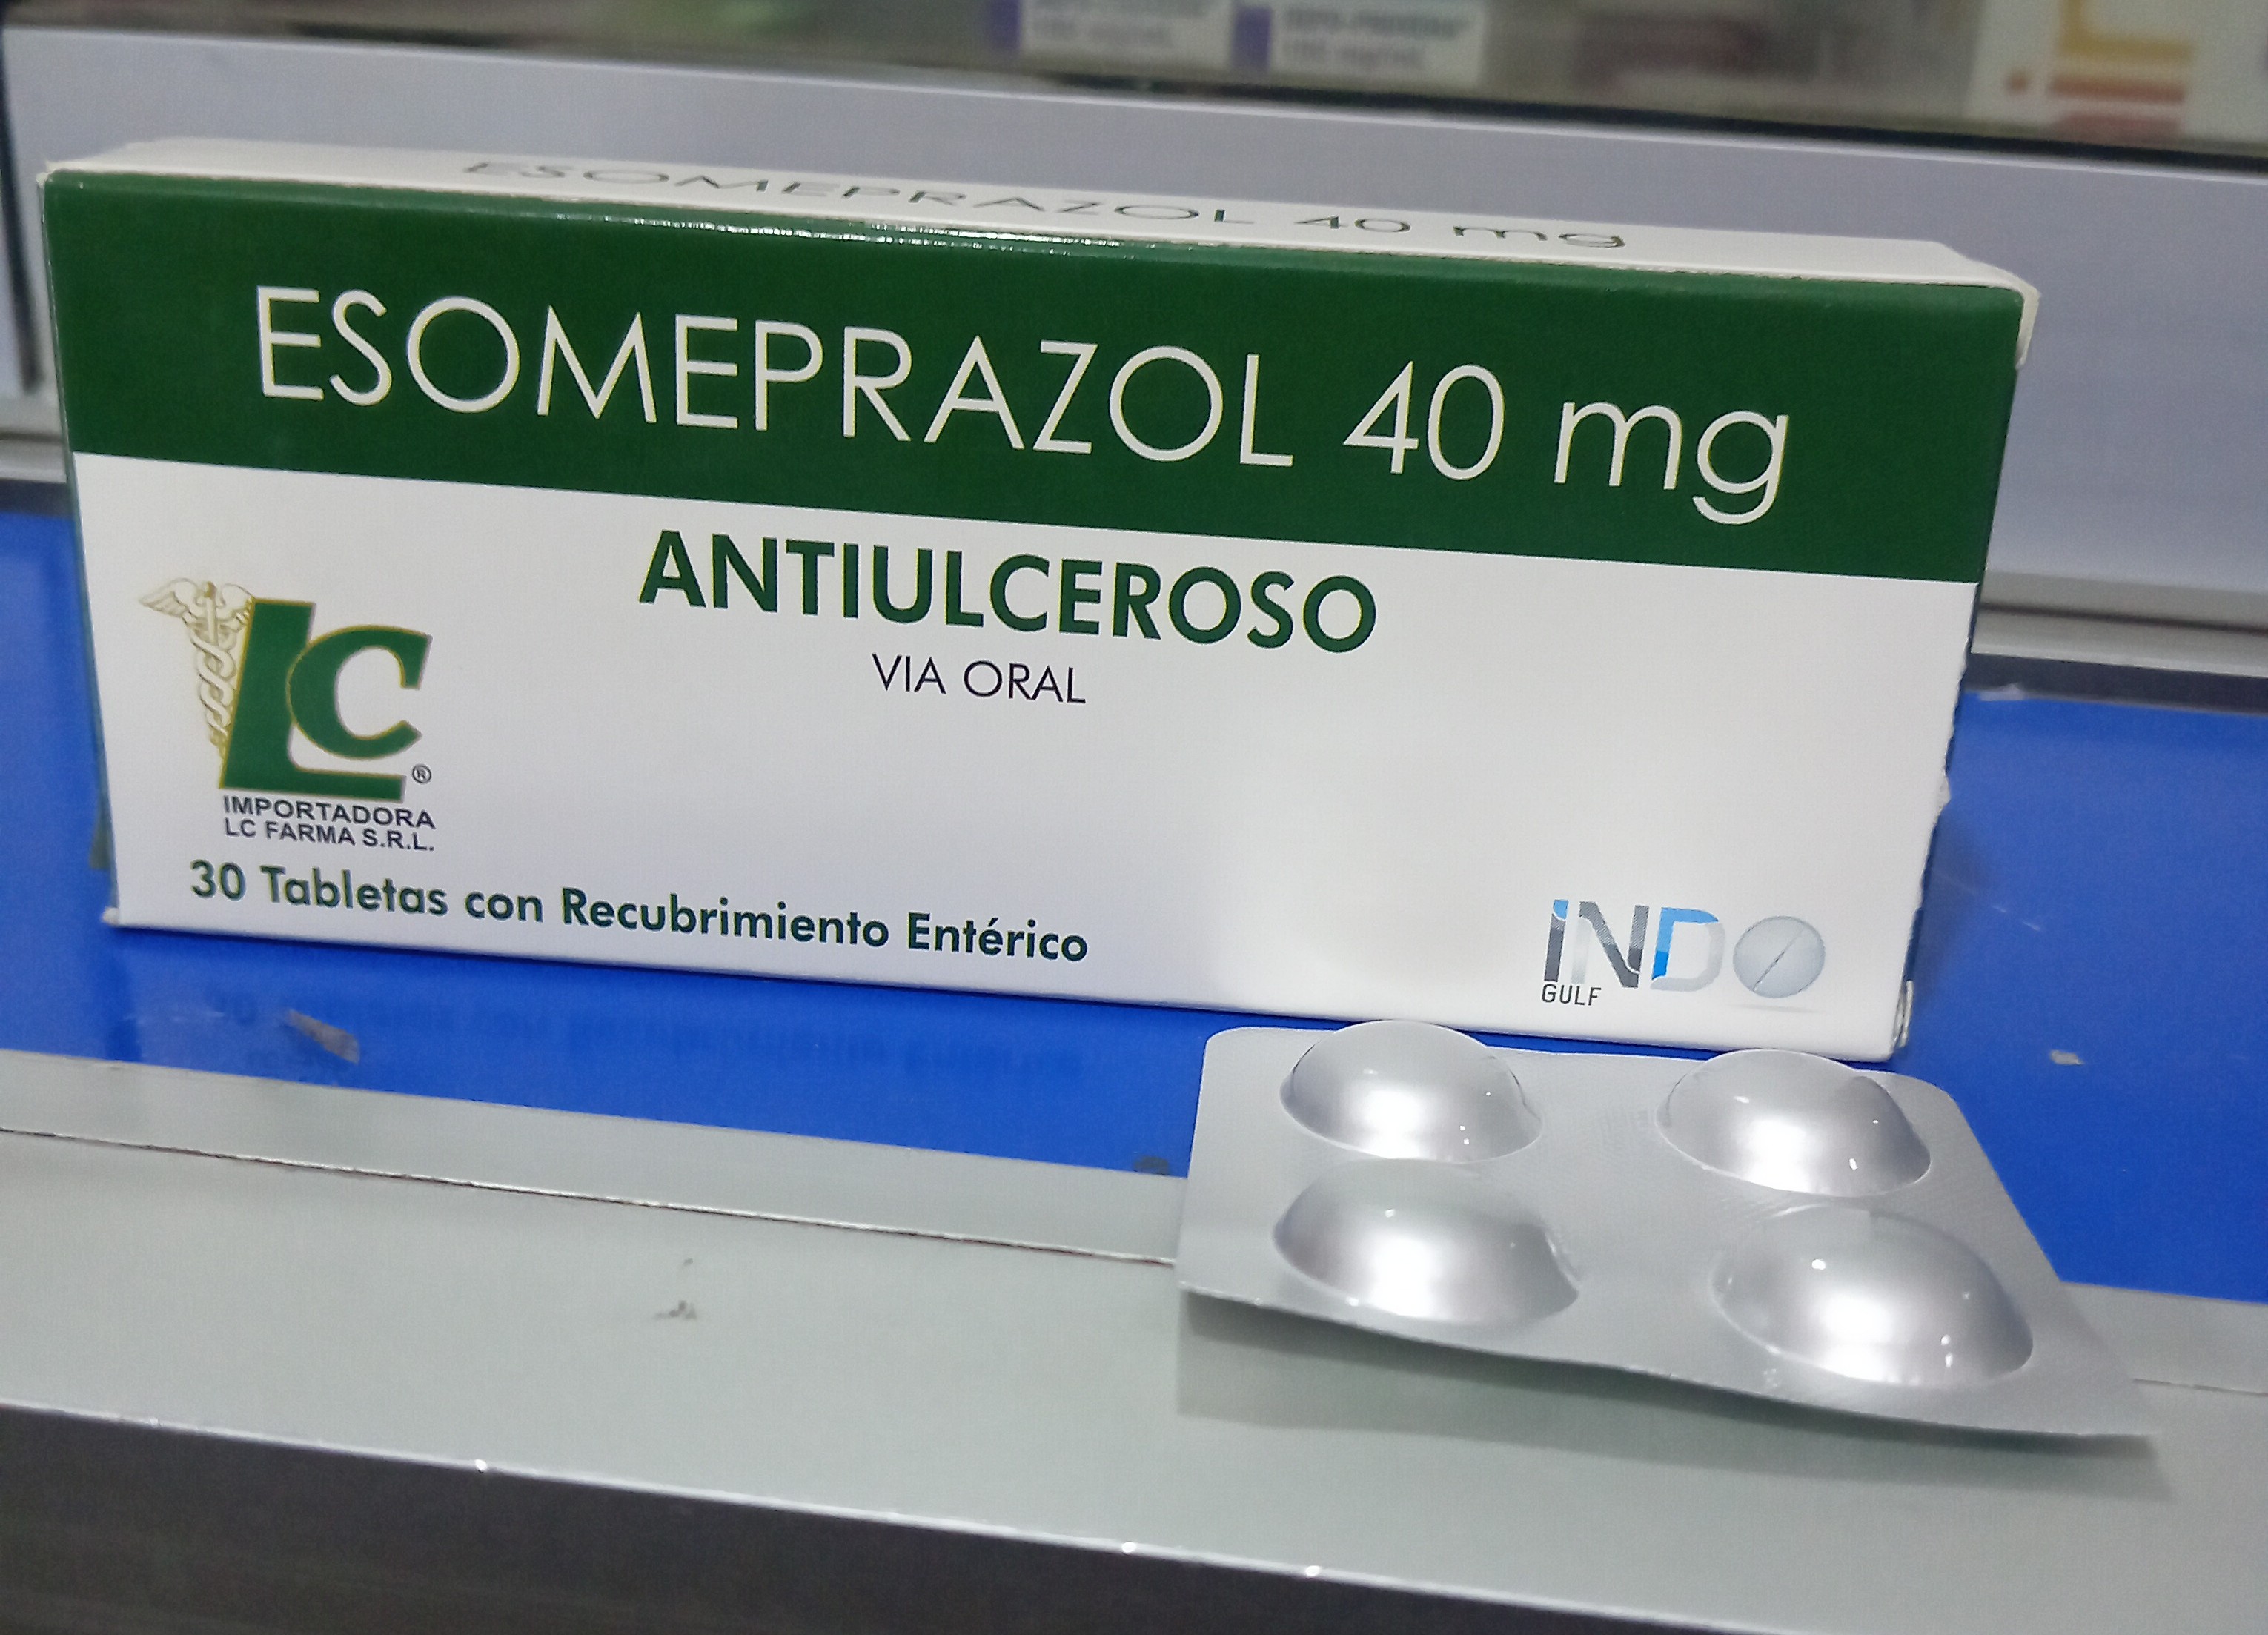 ESOMEPRAZOL 40 mg
ESOMEPRAZOL 40 mg
ANTIULCEROSO
VIA ORAL
LC®
IMPORTADORA
LC FARMA S.R.L.
30 Tabletas con Recubrimiento Entérico
INDO
GULF